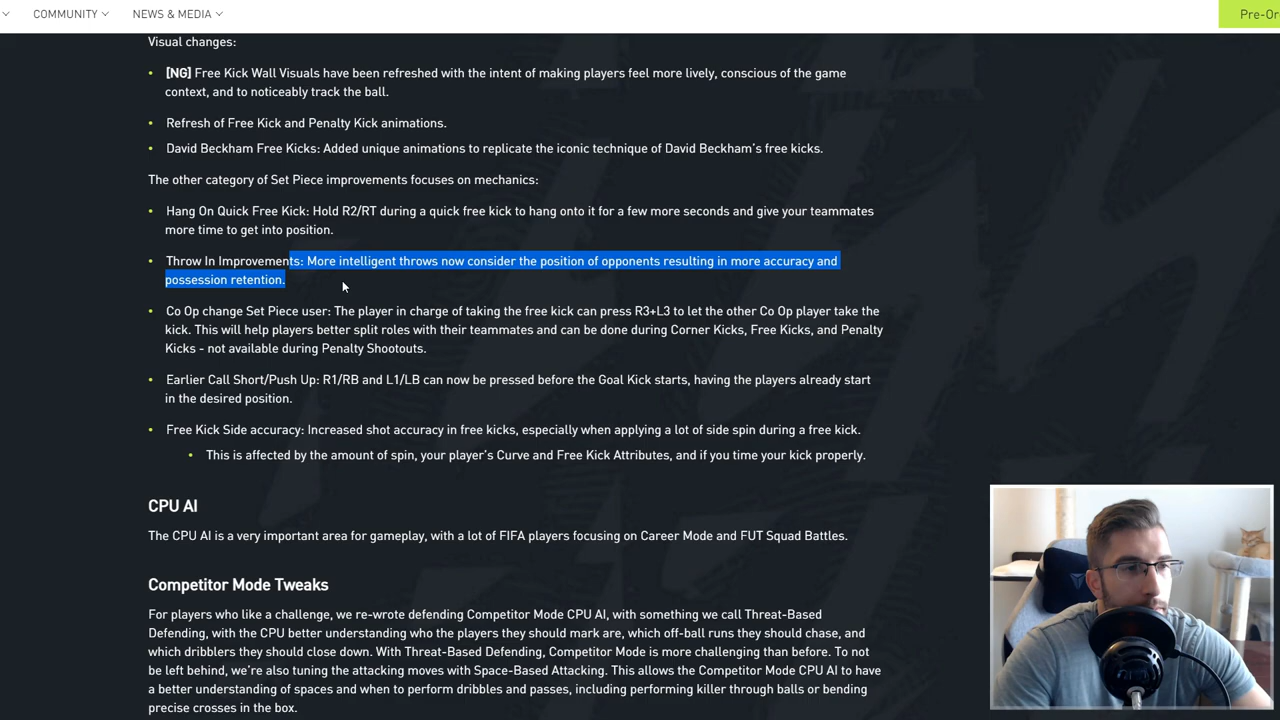 COMMUNITY
NEWS & MEDIA
Visual changes:
• [NG] Free Kick Wall Visuals have been refreshed with the intent of making players feel more lively, conscious of the game
context, and to noticeably track the ball.
• Refresh of Free Kick and Penalty Kick animations.
• David Beckham Free Kicks: Added unique animations to replicate the iconic technique of David Beckham's free kicks.
The other category of Set Piece improvements focuses on mechanics:
• Hang On Quick Free Kick: Hold R2/RT during a quick free kick to hang onto it for a few more seconds and give your teammates
more time to get into position.
• Throw In Improvements: More intelligent throws now consider the position of opponents resulting in more accuracy and
possession retention.
• Co Op change Set Piece user: The player in charge of taking the free kick can press R3+L3 to let the other Co Op player take the
kick. This will help players better split roles with their teammates and can be done during Corner Kicks, Free Kicks, and Penalty
Kicks - not available during Penalty Shootouts.
• Earlier Call Short/Push Up: R1/RB and L1/LB can now be pressed before the Goal Kick starts, having the players already start
in the desired position.
• Free Kick Side accuracy: Increased shot accuracy in free kicks, especially when applying a lot of side spin during a free kick.
• This is affected by the amount of spin, your player's Curve and Free Kick Attributes, and if you time your kick properly.
CPU AI
The CPU AI is a very important area for gameplay, with a lot of FIFA players focusing on Career Mode and FUT Squad Battles.
Competitor Mode Tweaks
For players who like a challenge, we re-wrote defending Competitor Mode CPU AI, with something we call Threat-Based
Defending, with the CPU better understanding who the players they should mark are, which off-ball runs they should chase, and
which dribblers they should close down. With Threat-Based Defending, Competitor Mode is more challenging than before. To not
be left behind, we're also tuning the attacking moves with Space-Based Attacking. This allows the Competitor Mode CPU AI to have
a better understanding of spaces and when to perform dribbles and passes, including performing killer through balls or bending
precise crosses in the box.
Pre-Or